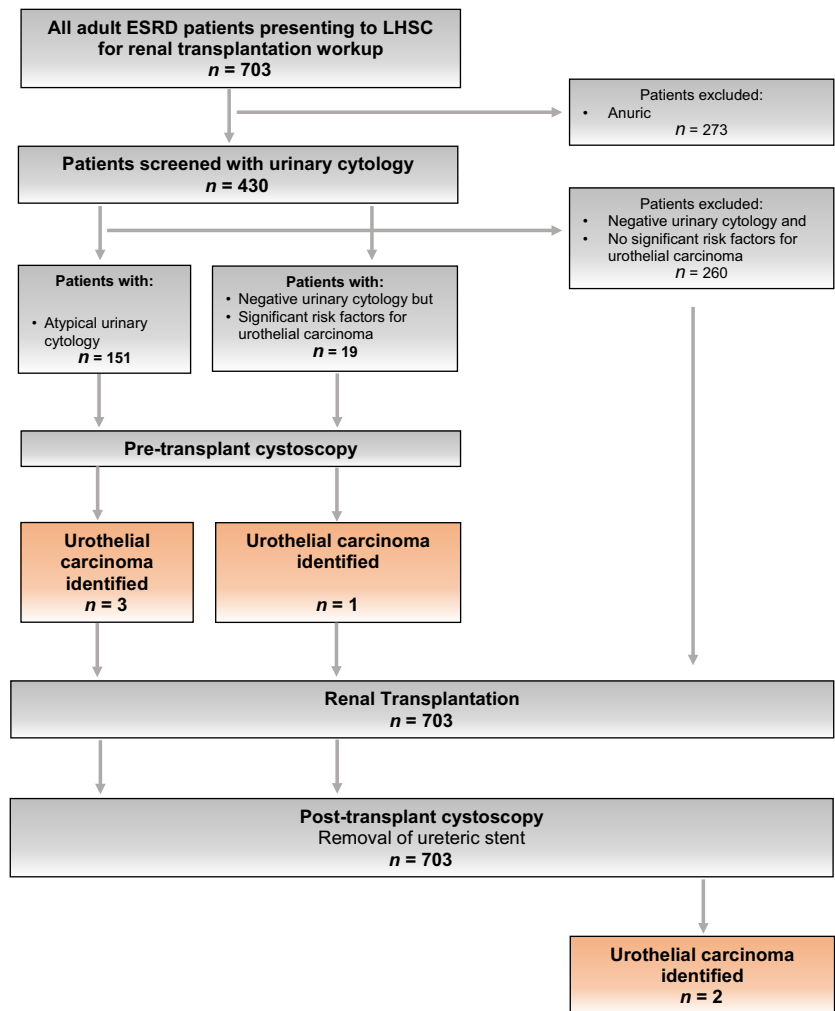 All adult ESRD patients presenting to LHSC
for renal transplantation workup
n = 703
Patients excluded:
• Anuric
n = 273
Patients screened with urinary cytology
n = 430
Patients excluded:
• Negative urinary cytology and
• No significant risk factors for
urothelial carcinoma
n = 260
Patients with:
• Atypical urinary
cytology
n = 151
Patients with:
• Negative urinary cytology but
• Significant risk factors for
urothelial carcinoma
n = 19
Pre-transplant cystoscopy
Urothelial
carcinoma
identified
n = 3
Urothelial carcinoma
identified
n = 1
Renal Transplantation
n = 703
Post-transplant cystoscopy
Removal of ureteric stent
n = 703
Urothelial carcinoma
identified
n = 2